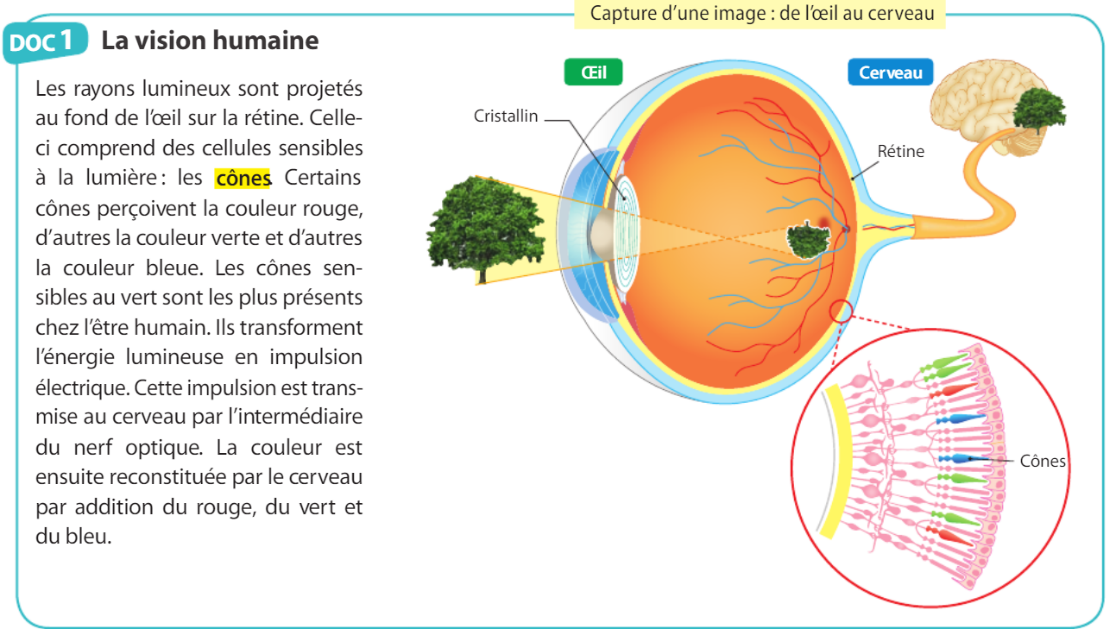 Capture d’une image : de l’œil au cerveau
DOC 1 La vision humaine
Les rayons lumineux sont projetés
au fond de l’œil sur la rétine. Celle-
ci comprend des cellules sensibles
à la lumière : les cônes. Certains
cônes perçoivent la couleur rouge,
d’autres la couleur verte et d’autres
la couleur bleue. Les cônes sen-
sibles au vert sont les plus présents
chez l’être humain. Ils transforment
l’énergie lumineuse en impulsion
électrique. Cette impulsion est trans-
mise au cerveau par l’intermédiaire
du nerf optique. La couleur est
ensuite reconstituée par le cerveau
par addition du rouge, du vert et
du bleu.
Œil
Cerveau
Cristallin
Rétine
Cônes